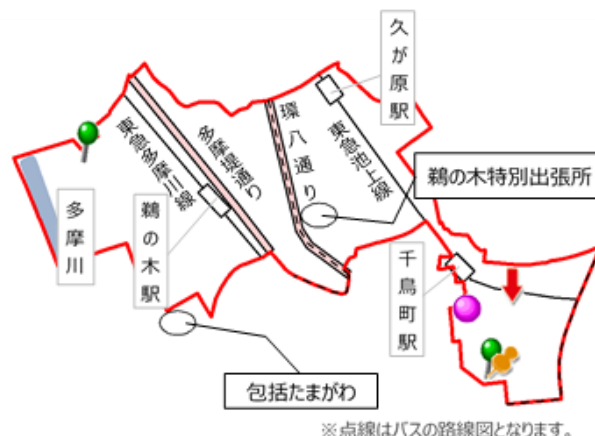 久が原駅
環八通り
東急池上線
多摩堤通り
東急多摩川線
鵜の木特別出張所
多摩川
鵜の木駅
千鳥町駅
包括たまがわ
※点線はバスの路線図となります。